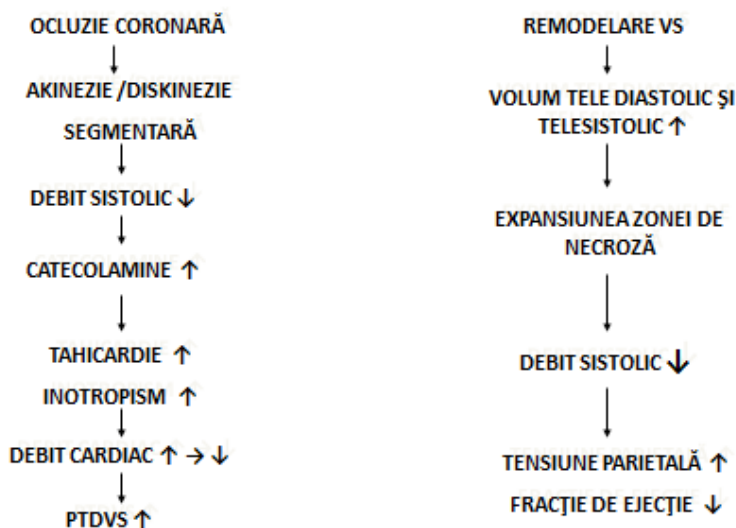 OCLUZIE CORONARĂ
AKINEZIE /DISKINEZIE
SEGMENTARĂ
DEBIT SISTOLIC ↓
CATECOLAMINE ↑
TAHICARDIE ↑
INOTROPISM ↑
DEBIT CARDIAC ↑ → ↓
PTDVS ↑
REMODELARE VS
VOLUM TELE DIASTOLIC ŞI
TELESISTOLIC ↑
EXPANSIUNEA ZONEI DE
NECROZĂ
DEBIT SISTOLIC ↓
TENSIUNE PARIETALĂ ↑
FRACŢIE DE EJECŢIE ↓